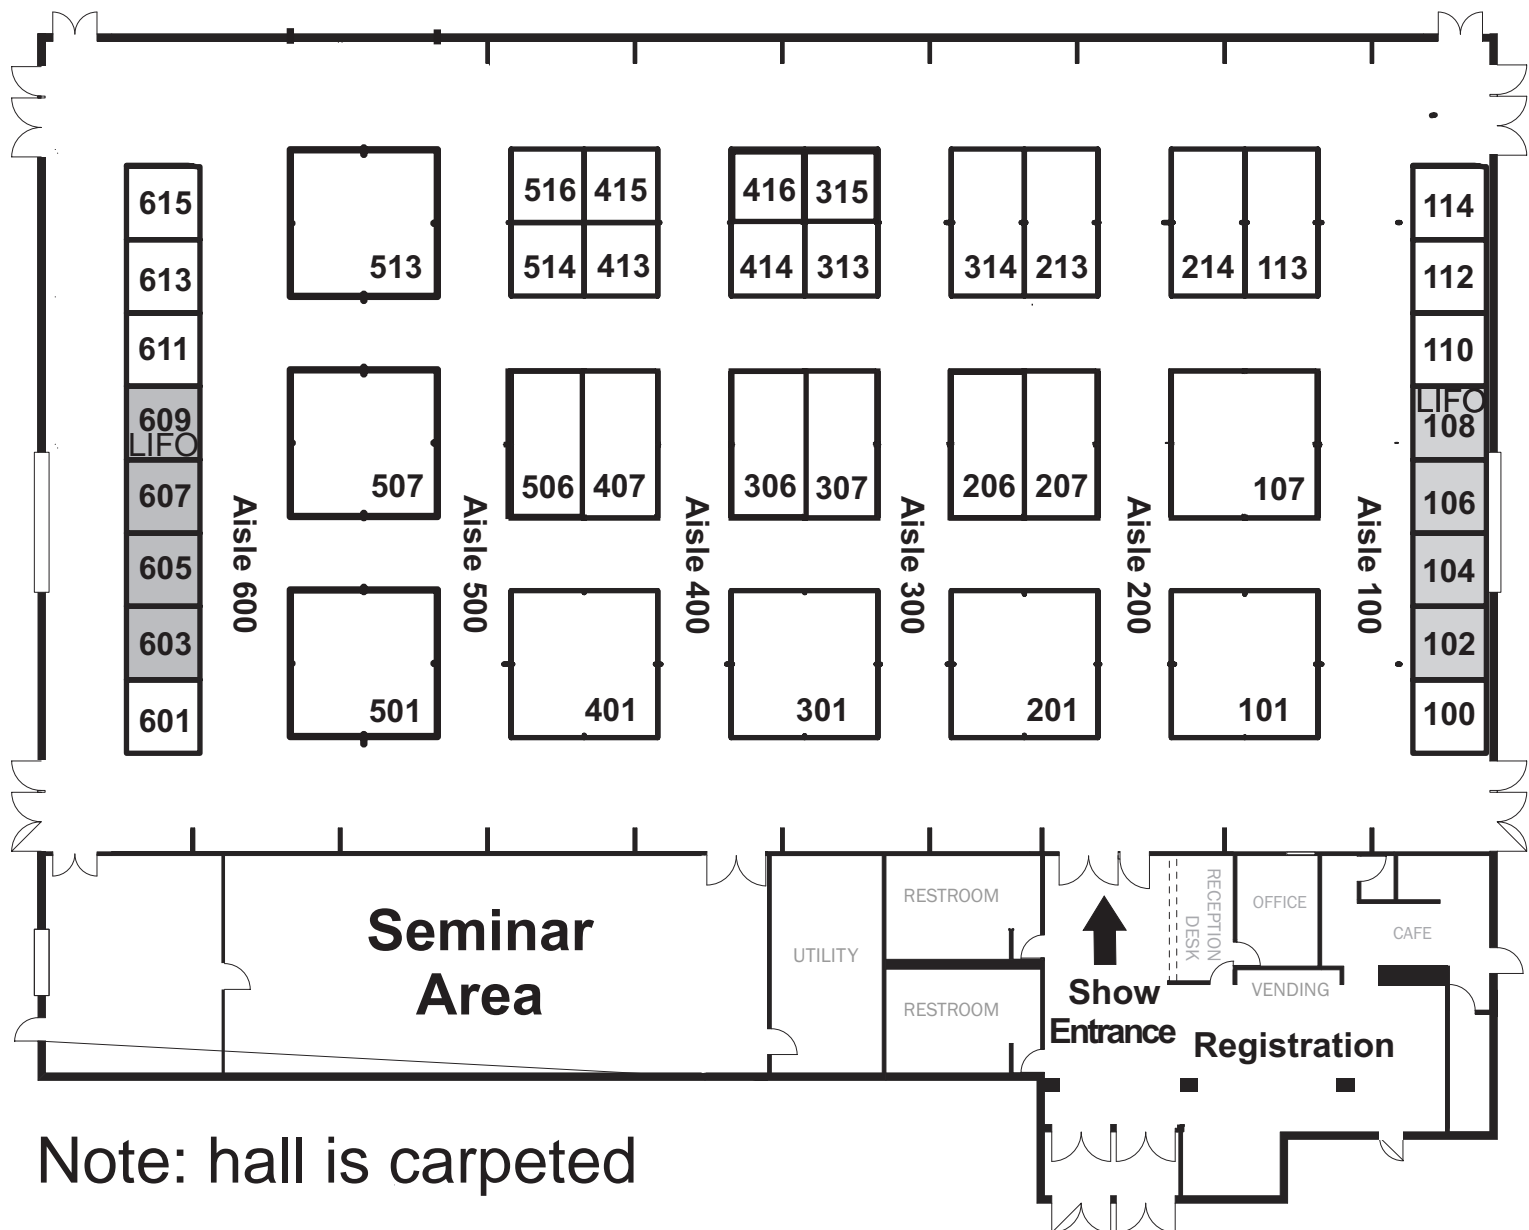 615
516 415
416 315
114
513
514 413
414 313
314 213
214 113
613
112
611
110
609
LIFO
LIFO
108
507
506 407
306 307
206 207
107
607
106
Aisle 600
Aisle 500
Aisle 400
Aisle 300
Aisle 200
Aisle 100
605
104
603
102
501
401
301
201
101
601
100
Seminar
Area
UTILITY
RESTROOM
RESTROOM
RECEPTION
DESK
OFFICE
CAFE
VENDING
Show
Entrance
Registration
Note: hall is carpeted